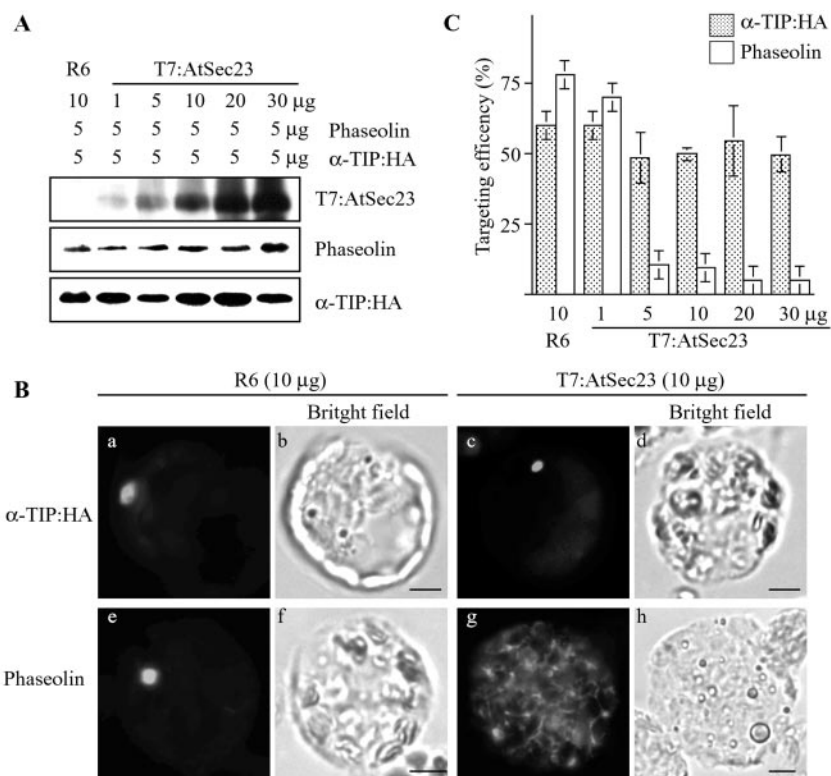 A
R6 T7:AtSec23
10 1 5 10 20 30 µg
5 5 5 5 5 5 µg Phaseolin
5 5 5 5 5 5 µg α-TIP:HA
T7:AtSec23
Phaseolin
α-TIP:HA
C
α-TIP:HA
Phaseolin
Targeting efficency (%)
75
50
25
10 1 5 10 20 30 µg
R6 T7:AtSec23
B
R6 (10 µg) T7:AtSec23 (10 µg)
Bright field Bright field
a b c d
α-TIP:HA
e f g h
Phaseolin